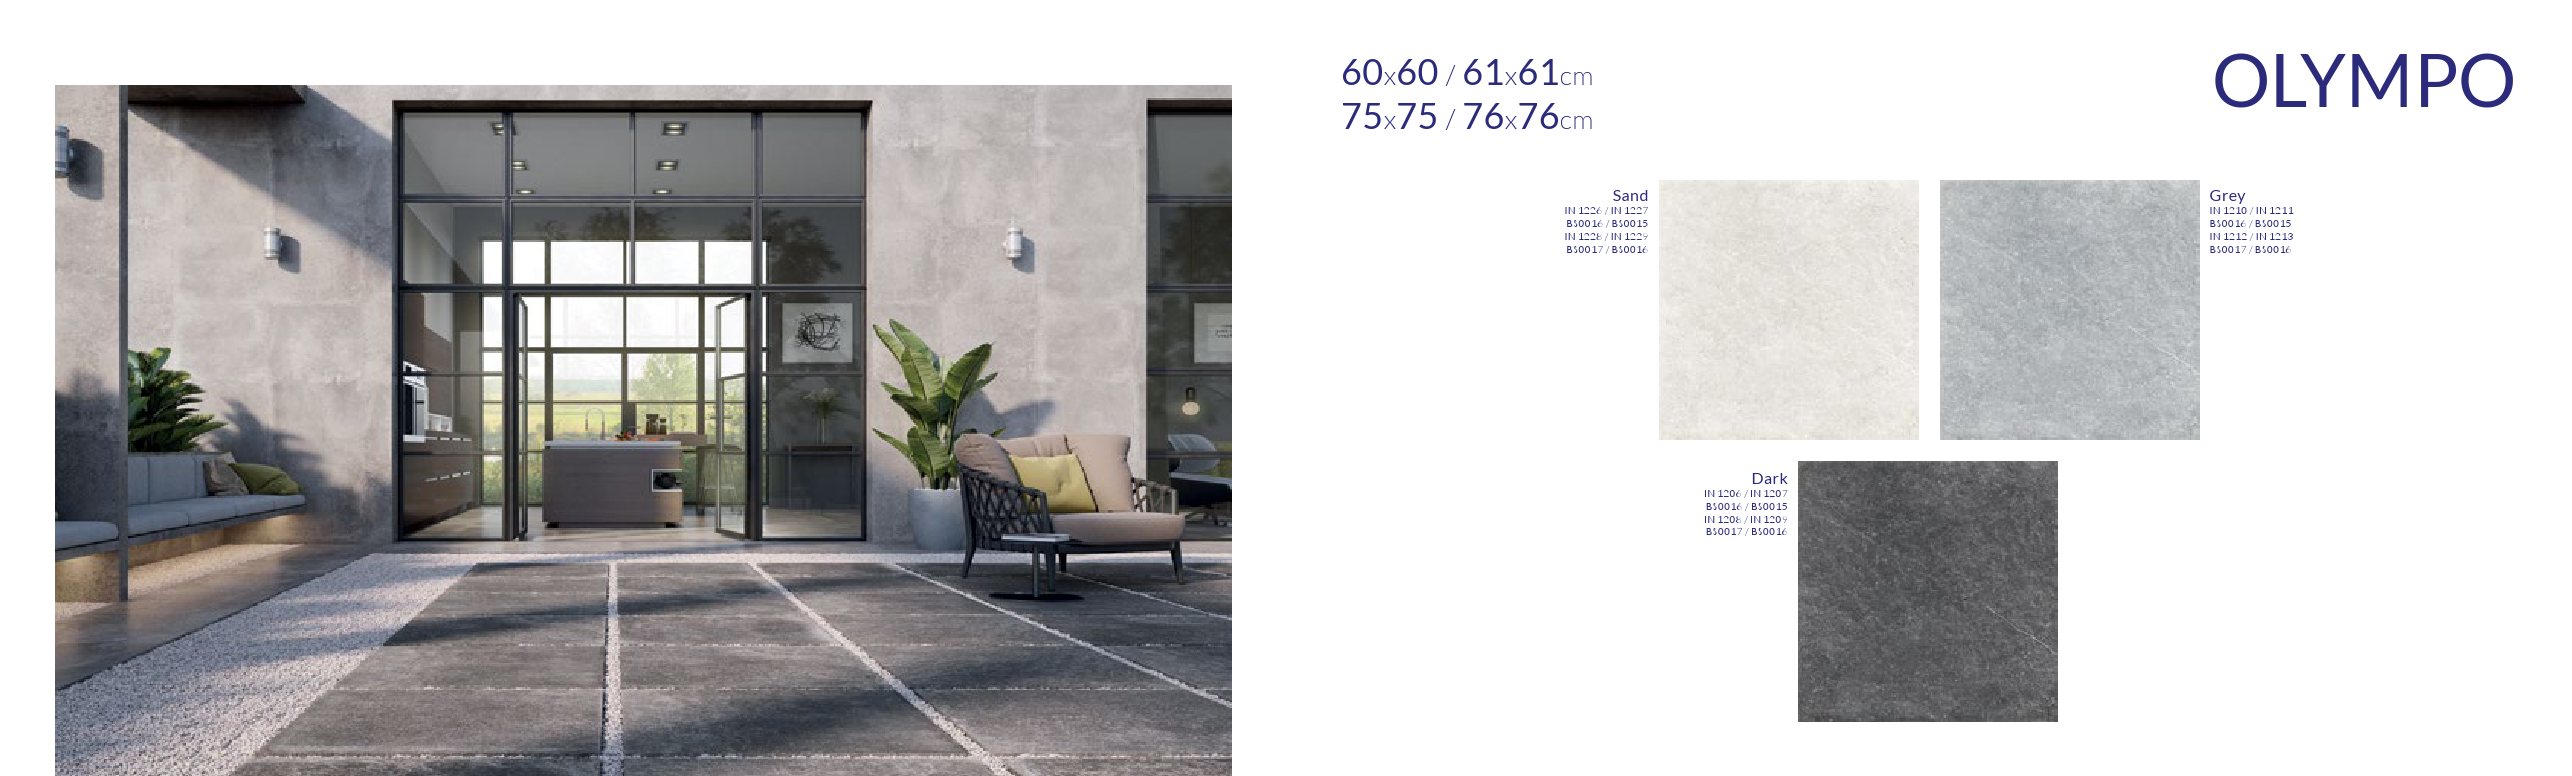 60x60 / 61x61cm
75x75 / 76x76cm
OLYMPO
Sand
IN 1226 / IN 1227
BS0016 / BS0015
IN 1228 / IN 1229
BS0017 / BS0016
Grey
IN 1210 / IN 1211
BS0016 / BS0015
IN 1212 / IN 1213
BS0017 / BS0016
Dark
IN 1206 / IN 1207
BS0016 / BS0015
IN 1208 / IN 1209
BS0017 / BS0016